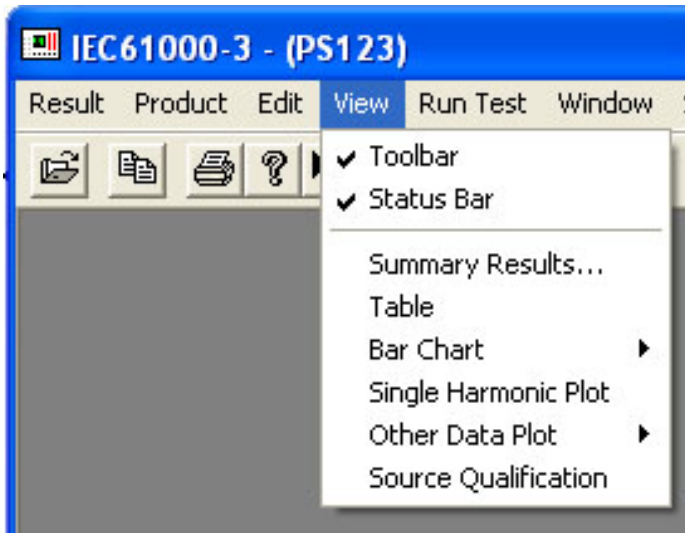 IEC61000-3 - (PS123)
Result Product Edit View Run Test Window
Toolbar
Status Bar
Summary Results...
Table
Bar Chart
Single Harmonic Plot
Other Data Plot
Source Qualification